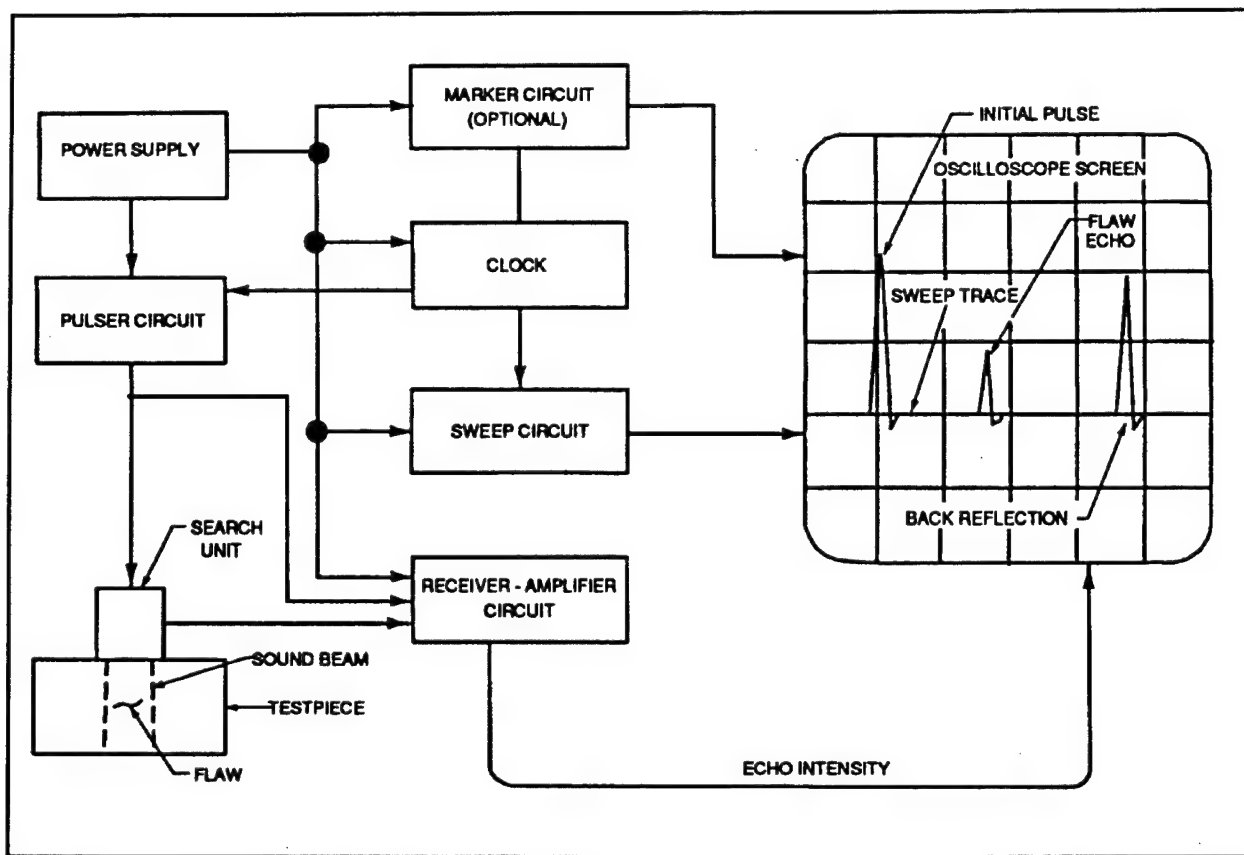 MARKER CIRCUIT
(OPTIONAL)
INITIAL PULSE
POWER SUPPLY
OSCILLOSCOPE SCREEN
FLAW
ECHO
CLOCK
SWEEP TRACE
PULSER CIRCUIT
SWEEP CIRCUIT
BACK REFLECTION
SEARCH
UNIT
RECEIVER - AMPLIFIER
CIRCUIT
SOUND BEAM
TESTPIECE
FLAW
ECHO INTENSITY